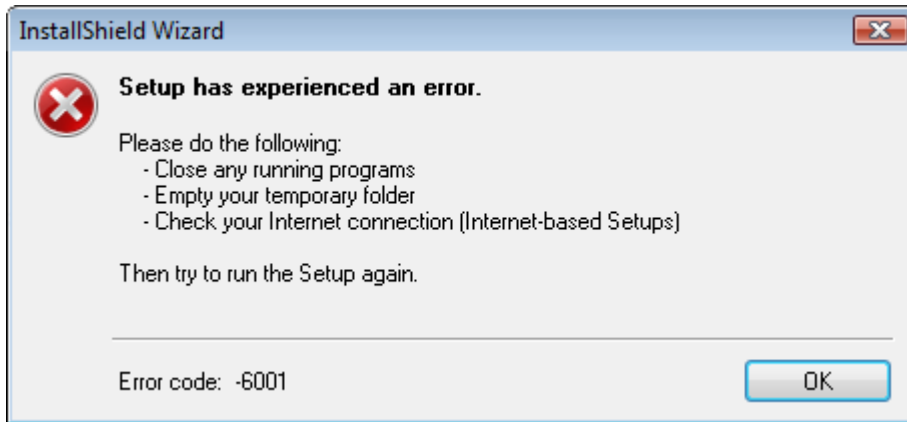 InstallShield Wizard
Setup has experienced an error.
Please do the following:
- Close any running programs
- Empty your temporary folder
- Check your Internet connection (Internet-based Setups)
Then try to run the Setup again.
Error code: -6001
OK